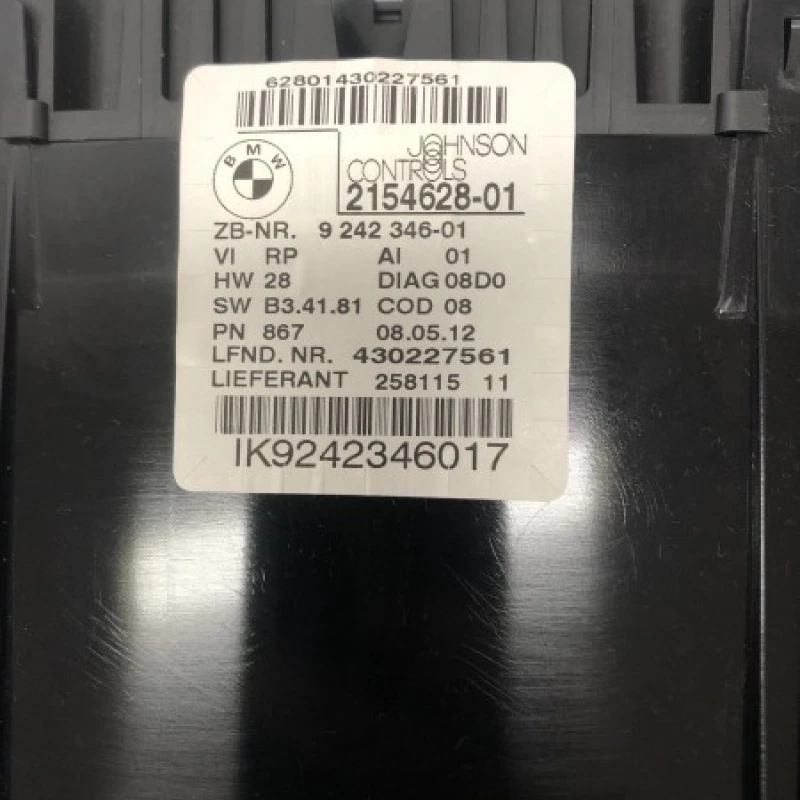 62801430227561
BMW
JOHNSON
CONTROLS
2154628-01
ZB-NR. 9 242 346-01
VI RP AI 01
HW 28 DIAG 08D0
SW B3.41.81 COD 08
PN 867 08.05.12
LFND. NR. 430227561
LIEFERANT 258115 11
IK9242346017